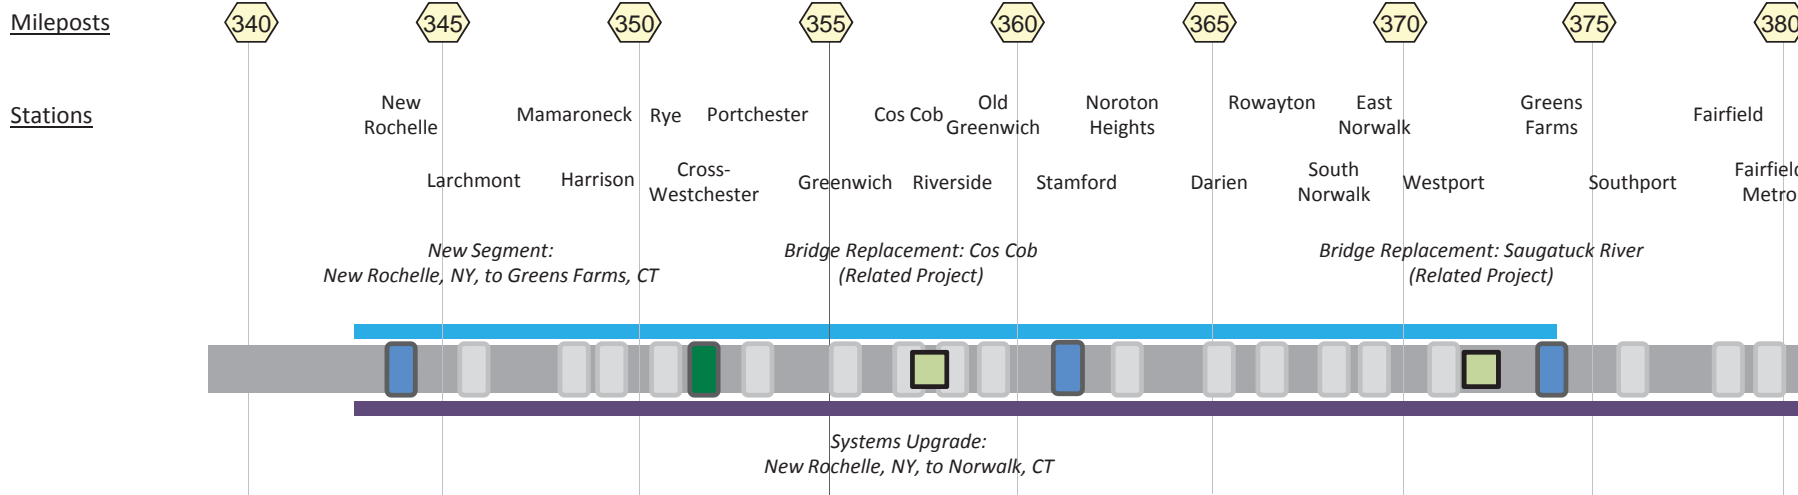 Mileposts 340 345 350 355 360 365 370 375 380
Stations
New
Rochelle
Mamaroneck
Rye
Portchester
Cos Cob
Old
Greenwich
Noroton
Heights
Rowayton
East
Norwalk
Greens
Farms
Fairfield
Larchmont
Harrison
Cross-
Westchester
Greenwich
Riverside
Stamford
Darien
South
Norwalk
Westport
Southport
Fairfield
Metro
New Segment:
New Rochelle, NY, to Greens Farms, CT
Bridge Replacement: Cos Cob
(Related Project)
Bridge Replacement: Saugatuck River
(Related Project)
Systems Upgrade:
New Rochelle, NY, to Norwalk, CT